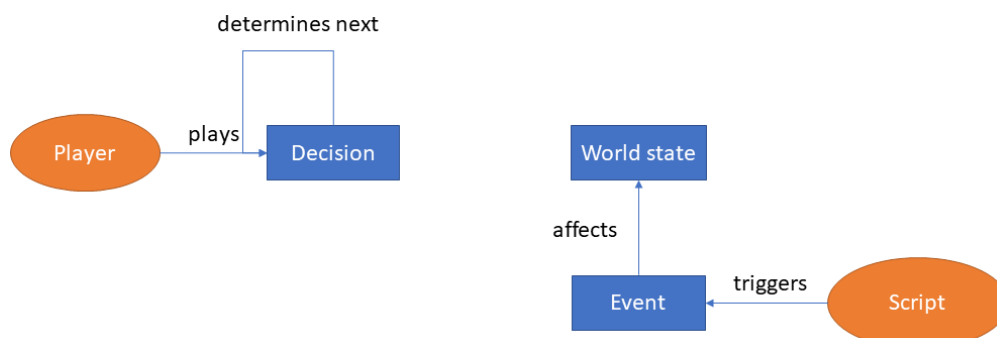 determines next
plays
Player
Decision
World state
affects
triggers
Event
Script